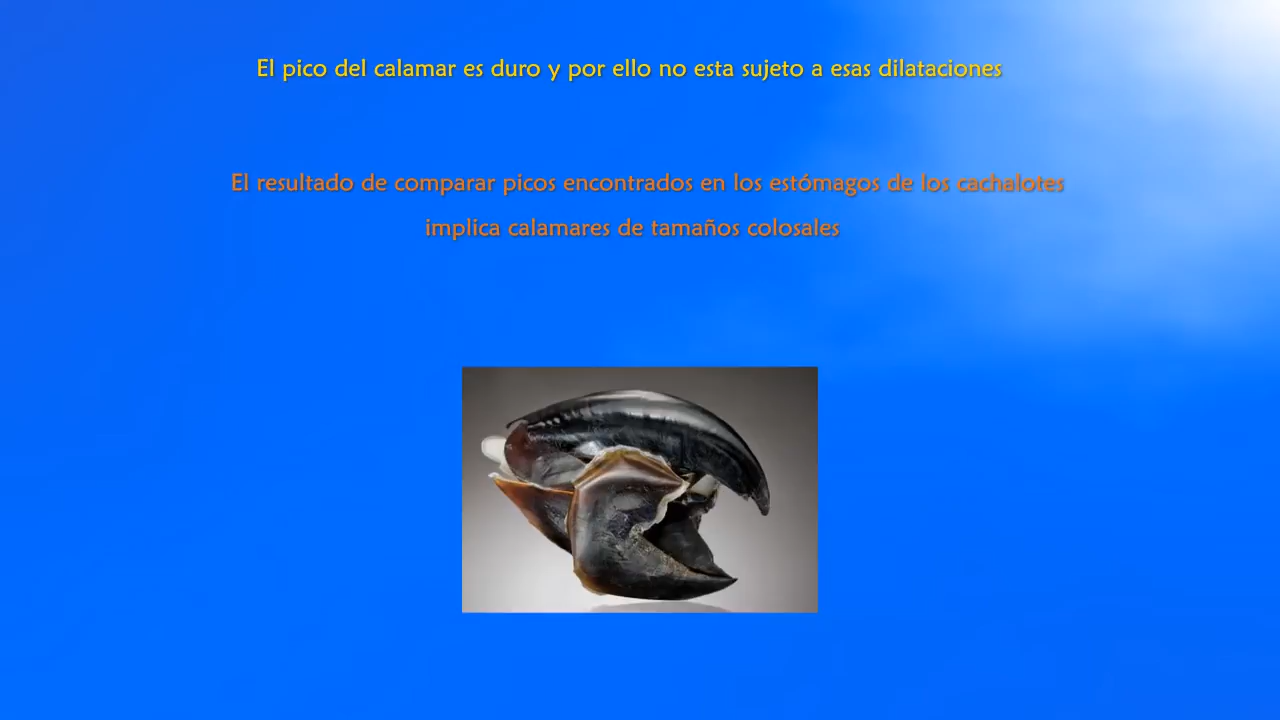 El pico del calamar es duro y por ello no esta sujeto a esas dilataciones
El resultado de comparar picos encontrados en los estómagos de los cachalotes
implica calamares de tamaños colosales